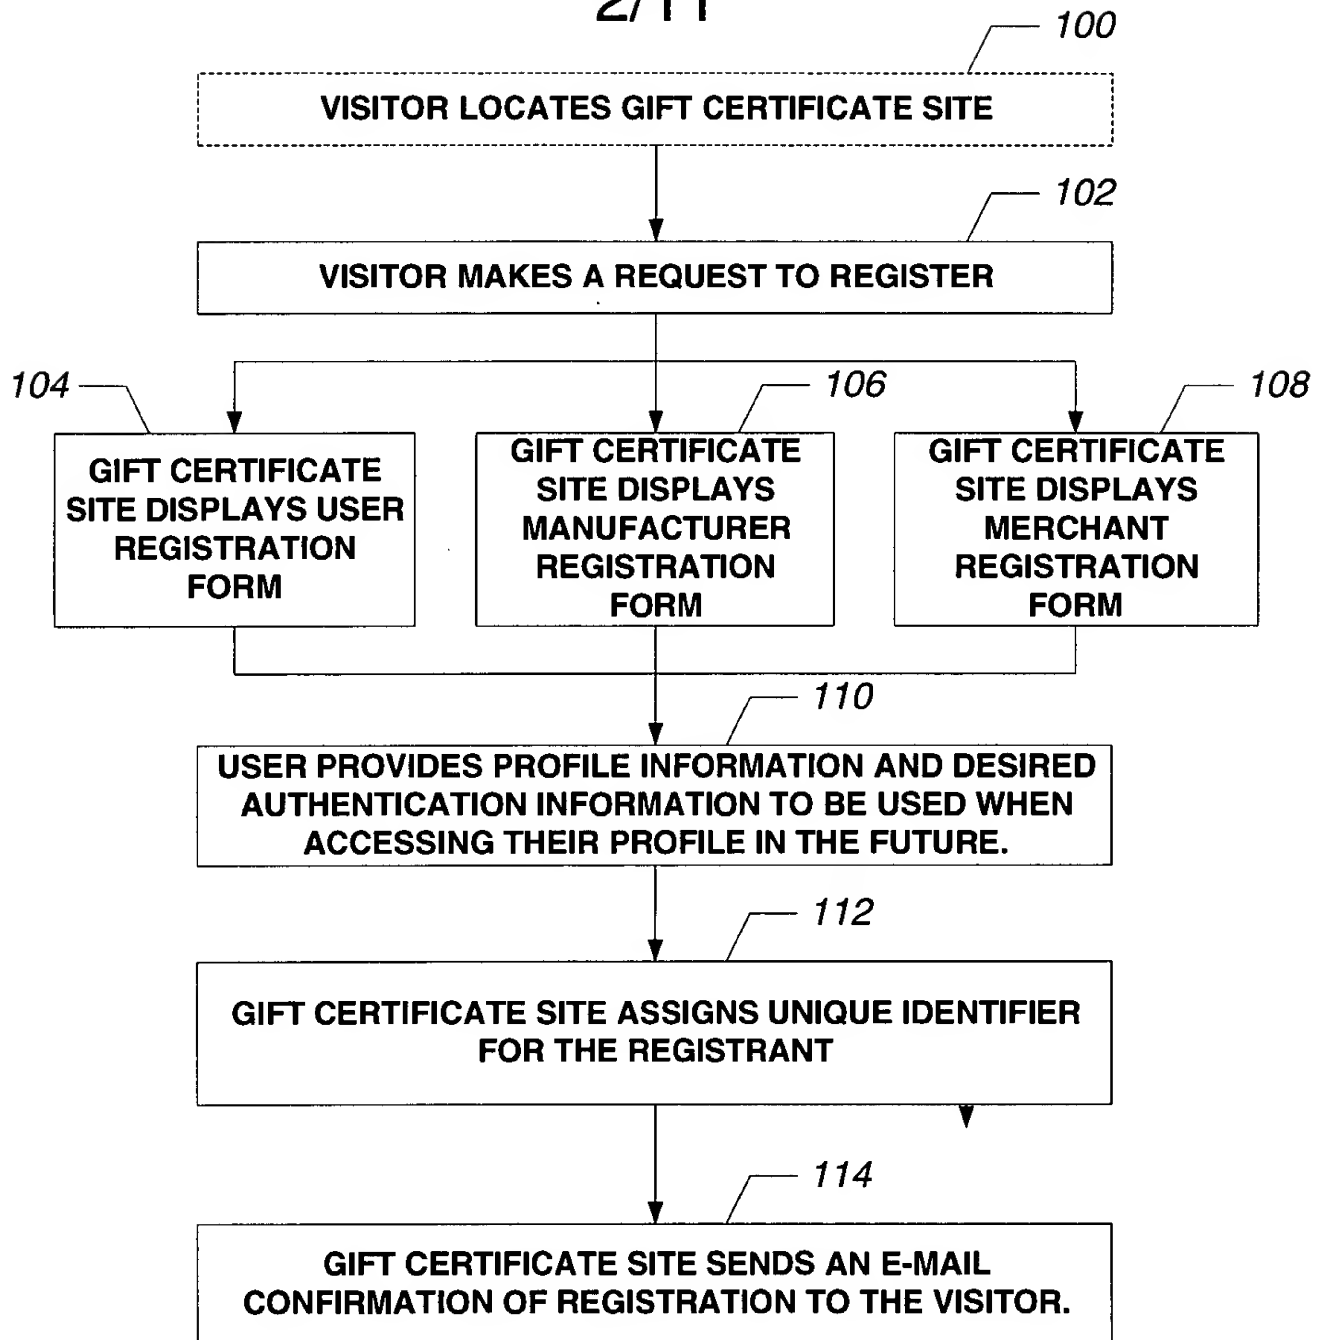 2/11
100
VISITOR LOCATES GIFT CERTIFICATE SITE
102
VISITOR MAKES A REQUEST TO REGISTER
104
106
108
GIFT CERTIFICATE
SITE DISPLAYS USER
REGISTRATION
FORM
GIFT CERTIFICATE
SITE DISPLAYS
MANUFACTURER
REGISTRATION
FORM
GIFT CERTIFICATE
SITE DISPLAYS
MERCHANT
REGISTRATION
FORM
110
USER PROVIDES PROFILE INFORMATION AND DESIRED
AUTHENTICATION INFORMATION TO BE USED WHEN
ACCESSING THEIR PROFILE IN THE FUTURE.
112
GIFT CERTIFICATE SITE ASSIGNS UNIQUE IDENTIFIER
FOR THE REGISTRANT
114
GIFT CERTIFICATE SITE SENDS AN E-MAIL
CONFIRMATION OF REGISTRATION TO THE VISITOR.